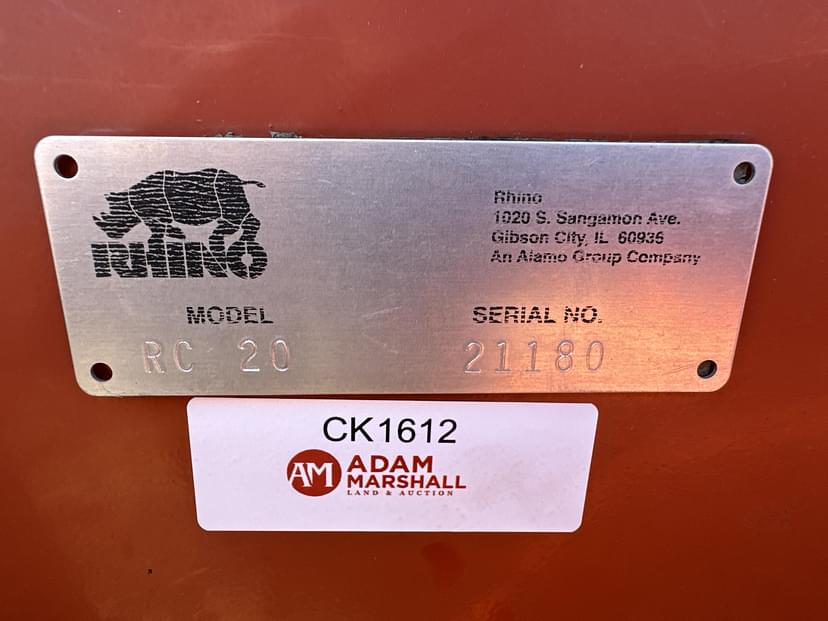 RHINO
Rhino
1020 S. Sangamon Ave.
Gibson City, IL 60936
An Alamo Group Company
MODEL
RC 20
SERIAL NO.
21180
CK1612
AM
ADAM
MARSHALL
LAND & AUCTION